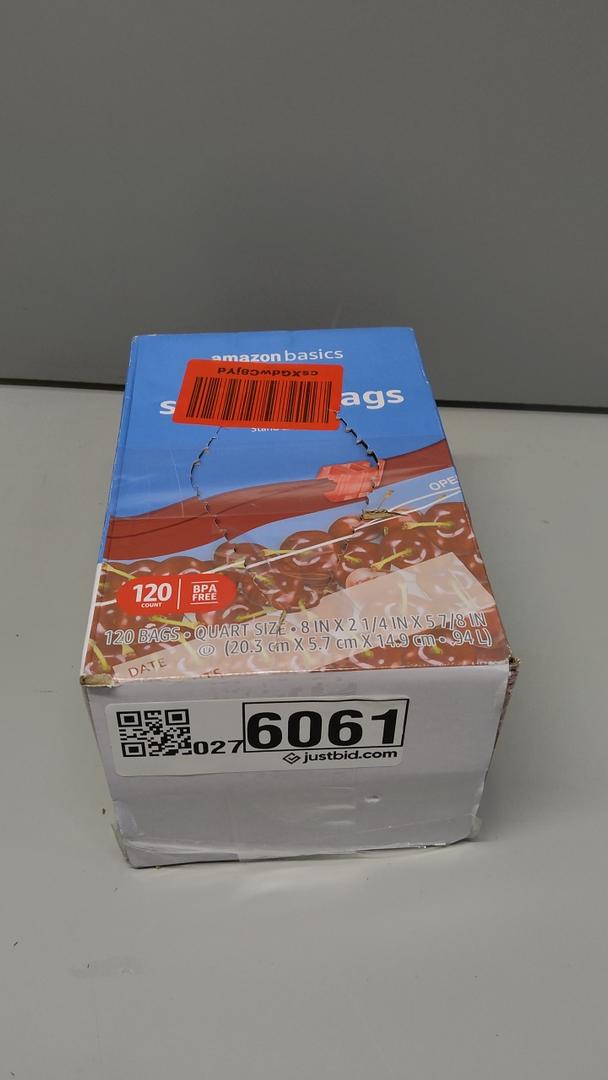 amazon basics
csXGdwC8jYd
ags
OPE
120
COUNT
BPA
FREE
120 BAGS • QUART SIZE • 8 IN X 2 1/4 IN X 5 7/8 IN
(20.3 cm X 5.7 cm X 14.9 cm • .94 L)
DATE
027 6061
justbid.com